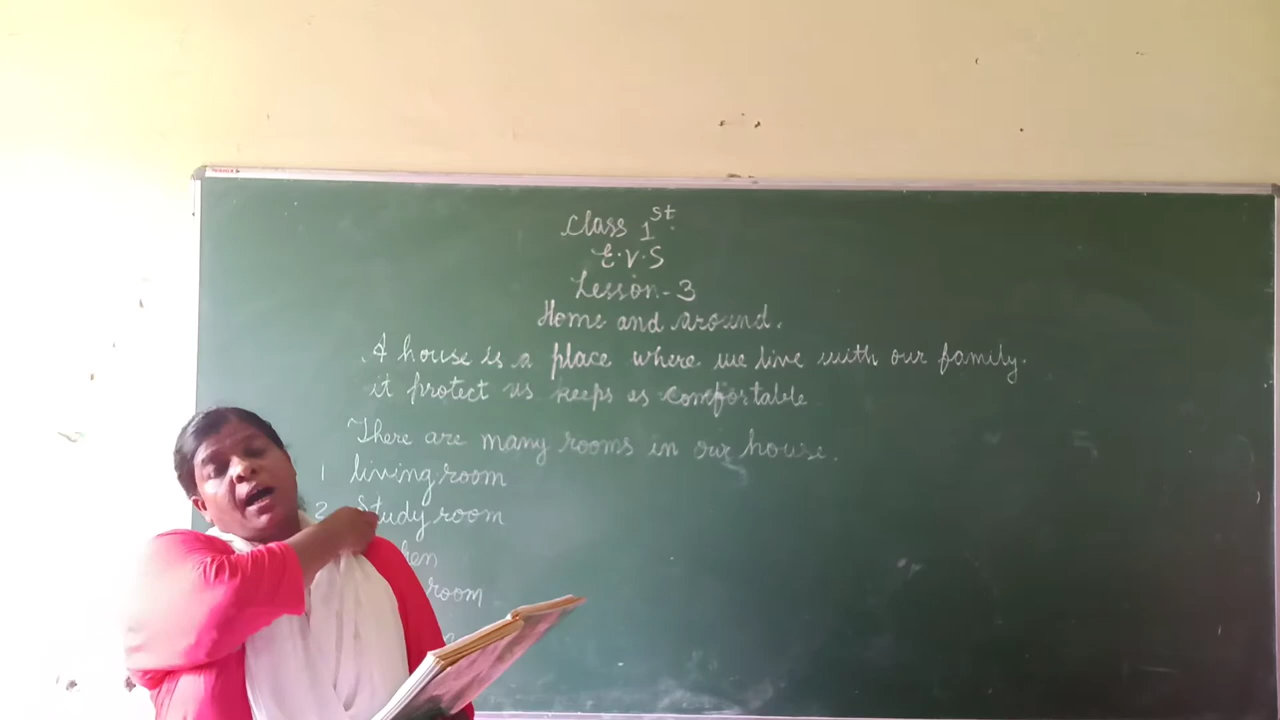 Class 1st.
E.V.S
Lesson-3
Home and around.
A house is a place where we live with our family.
it protect us keeps us comfortable
There are many rooms in our house.
1 living room
2 Study room
hen
room